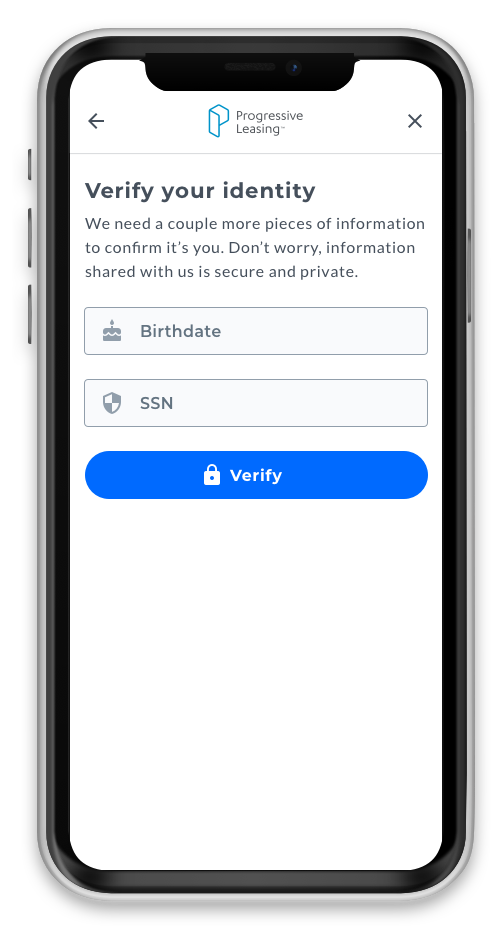 Progressive
Leasing™
Verify your identity
We need a couple more pieces of information
to confirm it’s you. Don’t worry, information
shared with us is secure and private.
Birthdate
SSN
Verify